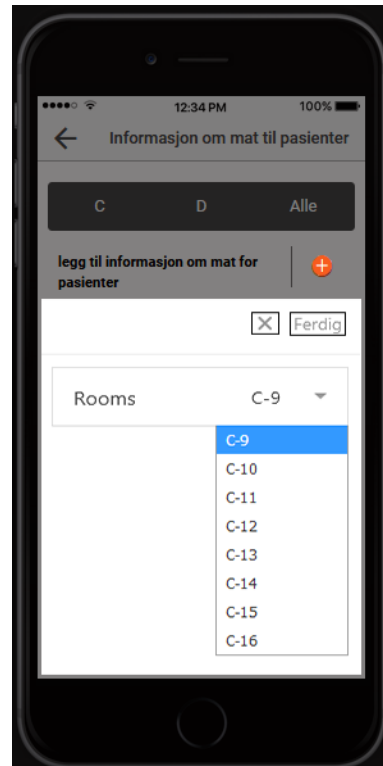 12:34 PM 100%
Informasjon om mat til pasienter
C D Alle
legg til informasjon om mat for
pasienter
Ferdig
Rooms C-9
C-9
C-10
C-11
C-12
C-13
C-14
C-15
C-16